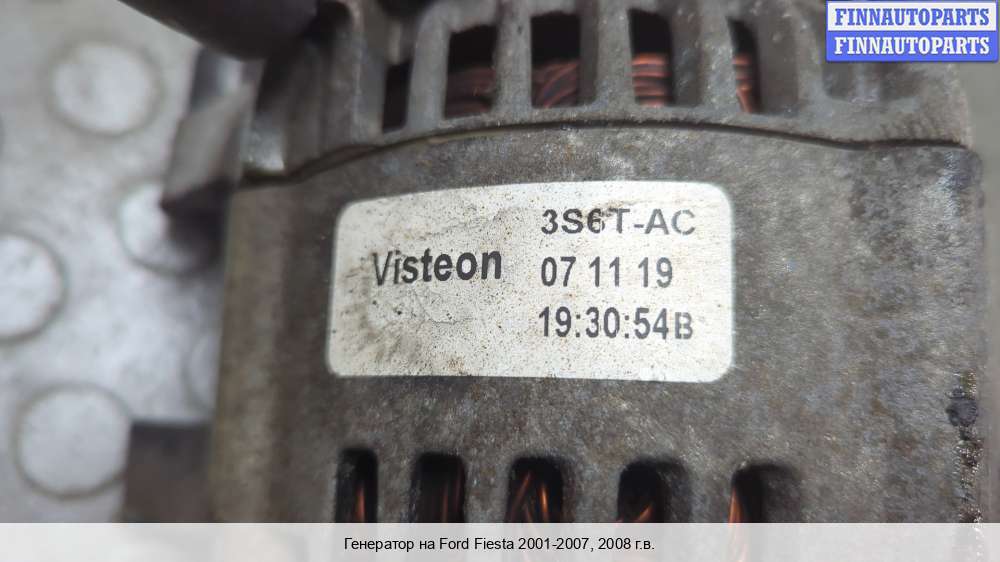 FINNAUTOPARTS
FINNAUTOPARTS
3S6T-AC
Visteon
07 11 19
19:30:54B
Генератор на Ford Fiesta 2001-2007, 2008 г.в.